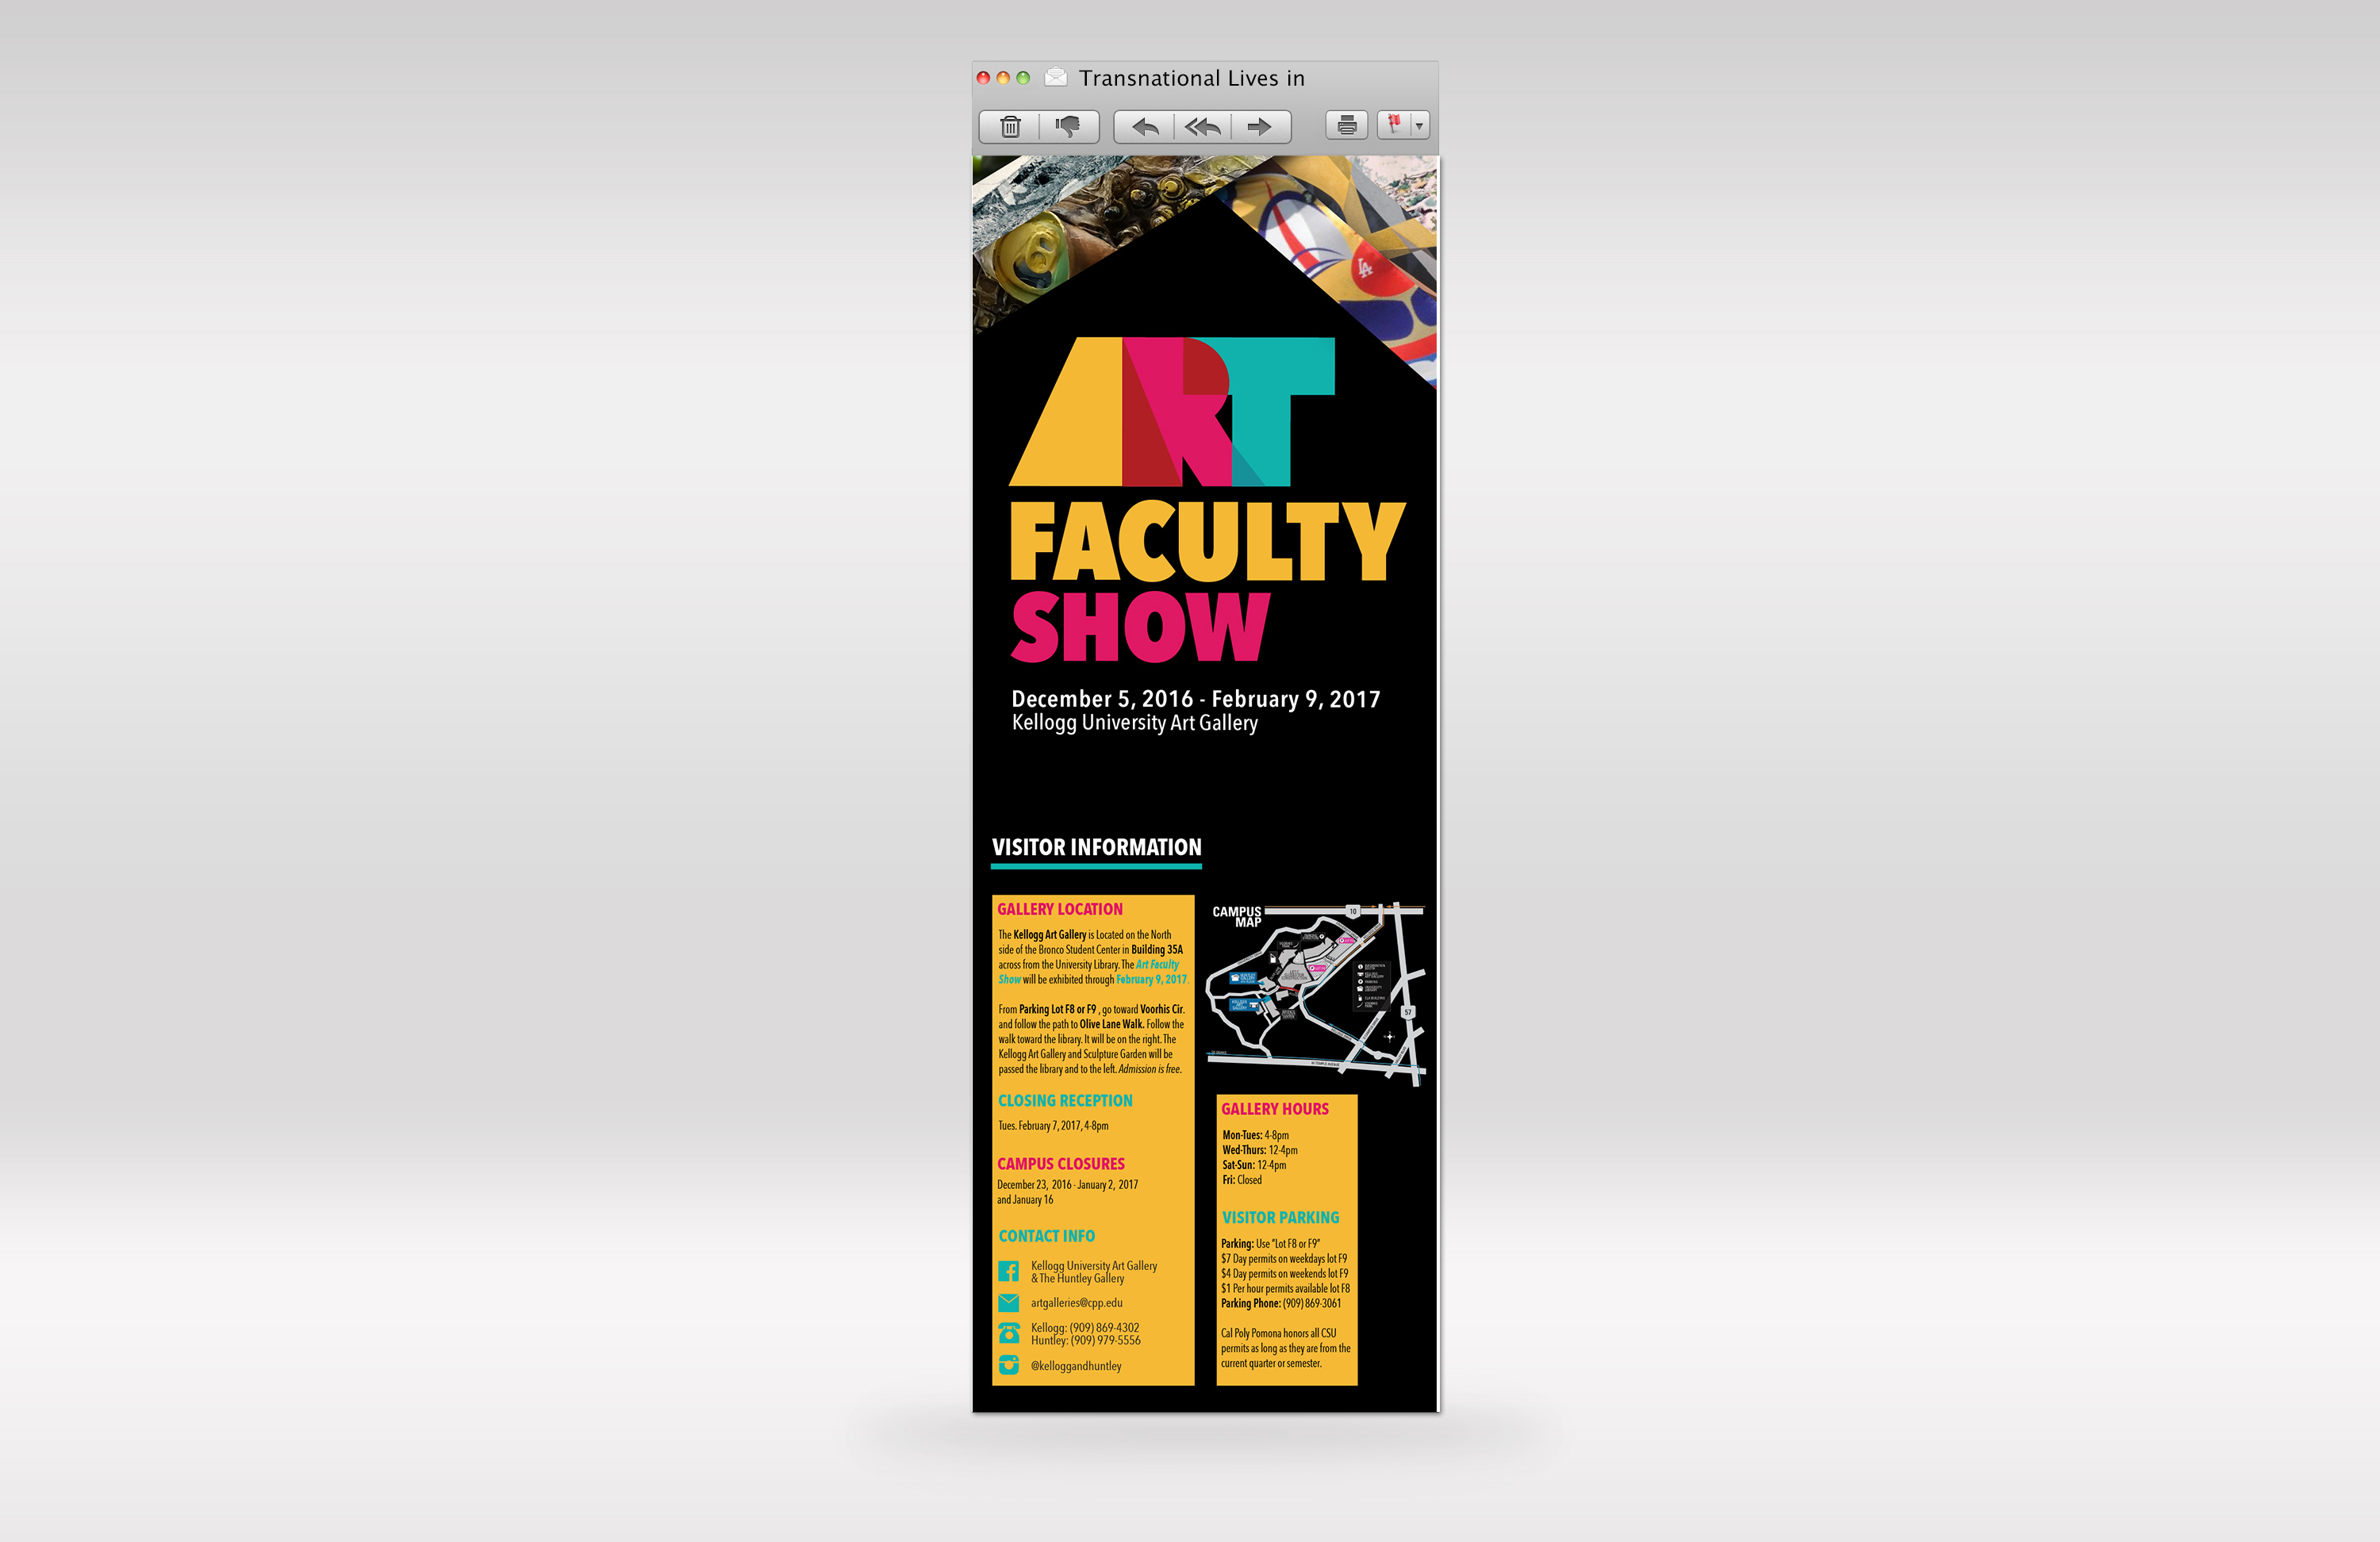 Transnational Lives in
LA
ART
FACULTY
SHOW
December 5, 2016 - February 9, 2017
Kellogg University Art Gallery
VISITOR INFORMATION
GALLERY LOCATION
The Kellogg Art Gallery is Located on the North
side of the Bronco Student Center in Building 35A
across from the University Library. The Art Faculty
Show will be exhibited through February 9, 2017.
From Parking Lot F8 or F9 , go toward Voorhis Cir.
and follow the path to Olive Lane Walk. Follow the
walk toward the library. It will be on the right. The
Kellogg Art Gallery and Sculpture Garden will be
passed the library and to the left. Admission is free.
CLOSING RECEPTION
Tues. February 7, 2017, 4-8pm
CAMPUS CLOSURES
December 23, 2016 - January 2, 2017
and January 16
CONTACT INFO
Kellogg University Art Gallery
& The Huntley Gallery
artgalleries@cpp.edu
Kellogg: (909) 869-4302
Huntley: (909) 979-5556
@kelloggandhuntley
CAMPUS
MAP
10
57
GALLERY HOURS
Mon-Tues: 4-8pm
Wed-Thurs: 12-4pm
Sat-Sun: 12-4pm
Fri: Closed
VISITOR PARKING
Parking: Use "Lot F8 or F9"
$7 Day permits on weekdays lot F9
$4 Day permits on weekends lot F9
$1 Per hour permits available lot F8
Parking Phone: (909) 869-3061
Cal Poly Pomona honors all CSU
permits as long as they are from the
current quarter or semester.